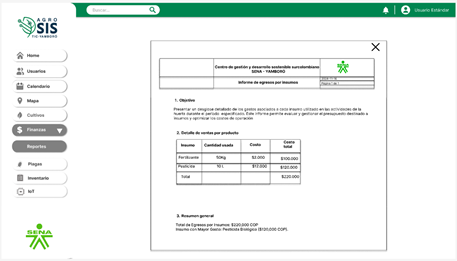 Buscar...
Usuario Estándar
AGRO
SIS
TIC-YAMBORÓ
Home
Usuarios
Calendario
Mapa
Cultivos
Finanzas
Reportes
Plagas
Inventario
IoT
SENA
Centro de gestión y desarrollo sostenible surcolombiano
SENA - YAMBORÓ
Informe de egresos por Insumos
1. Objetivo
Presentar un desglose detallado de los gastos asociados a cada insumo utilizado en las actividades de la
huerta durante el período especificado. Este informe permite evaluar y gestionar el presupuesto destinado a
insumos y optimizar los costos de operación
2. Detalle de ventas por producto
Insumo Cantidad usada Costo Costo total
Fertilizante 50Kg $2.000 $100.000
Pesticida 10 L $12.000 $120.000
Total $220.000
3. Resumen general
Total de Egresos por Insumos: $220,000 COP
Insumo con Mayor Gasto: Pesticida Biológico ($120,000 COP).